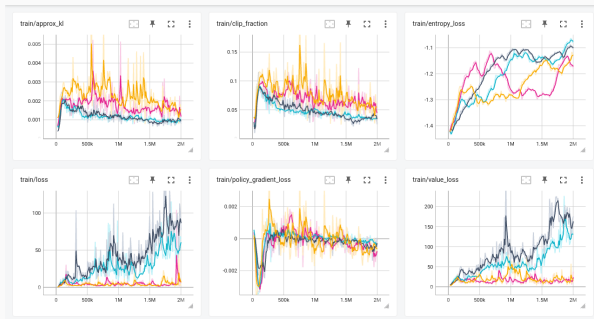 train/approx_kl
0.005
0.004
0.003
0.002
0.001
0 500k 1M 1.5M 2M
train/clip_fraction
0.15
0.1
0.05
0 500k 1M 1.5M 2M
train/entropy_loss
-1.1
-1.2
-1.3
-1.4
0 500k 1M 1.5M 2M
train/loss
100
50
0
0 500k 1M 1.5M 2M
train/policy_gradient_loss
0.002
0
-0.002
0 500k 1M 1.5M 2M
train/value_loss
200
150
100
50
0
0 500k 1M 1.5M 2M